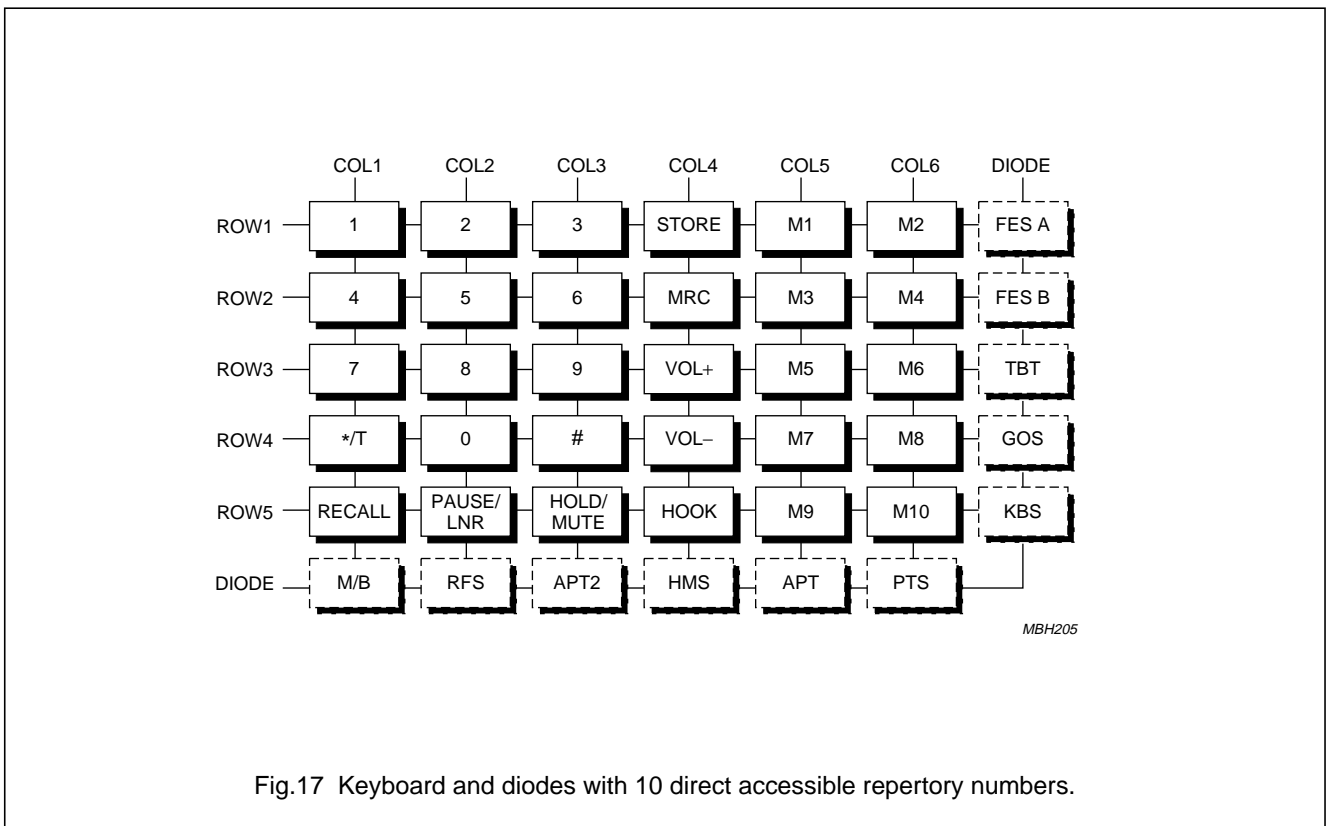 COL1 COL2 COL3 COL4 COL5 COL6 DIODE
ROW1 1 2 3 STORE M1 M2 FES A
ROW2 4 5 6 MRC M3 M4 FES B
ROW3 7 8 9 VOL+ M5 M6 TBT
ROW4 */T 0 # VOL− M7 M8 GOS
ROW5 RECALL PAUSE/ LNR HOLD/ MUTE HOOK M9 M10 KBS
DIODE M/B RFS APT2 HMS APT PTS
MBH205
Fig.17 Keyboard and diodes with 10 direct accessible repertory numbers.